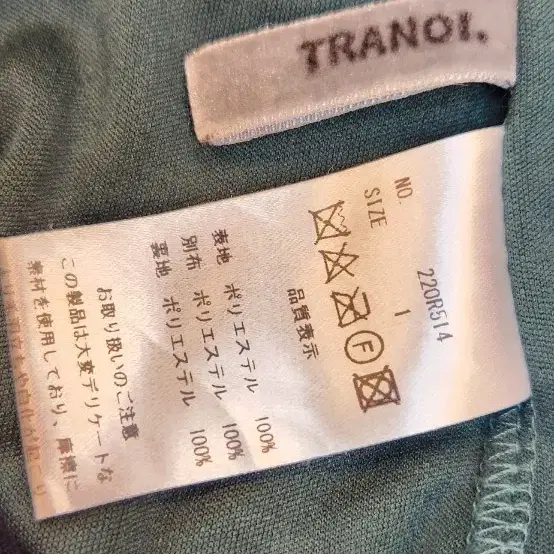 TRANOI.
NO. 220R514
SIZE 1
F
品質表示
表地 ポリエステル 100%
別布 ポリエステル 100%
裏地 ポリエステル 100%
お取り扱いのご注意
この製品は大変デリケートな
素材を使用しており、摩擦に